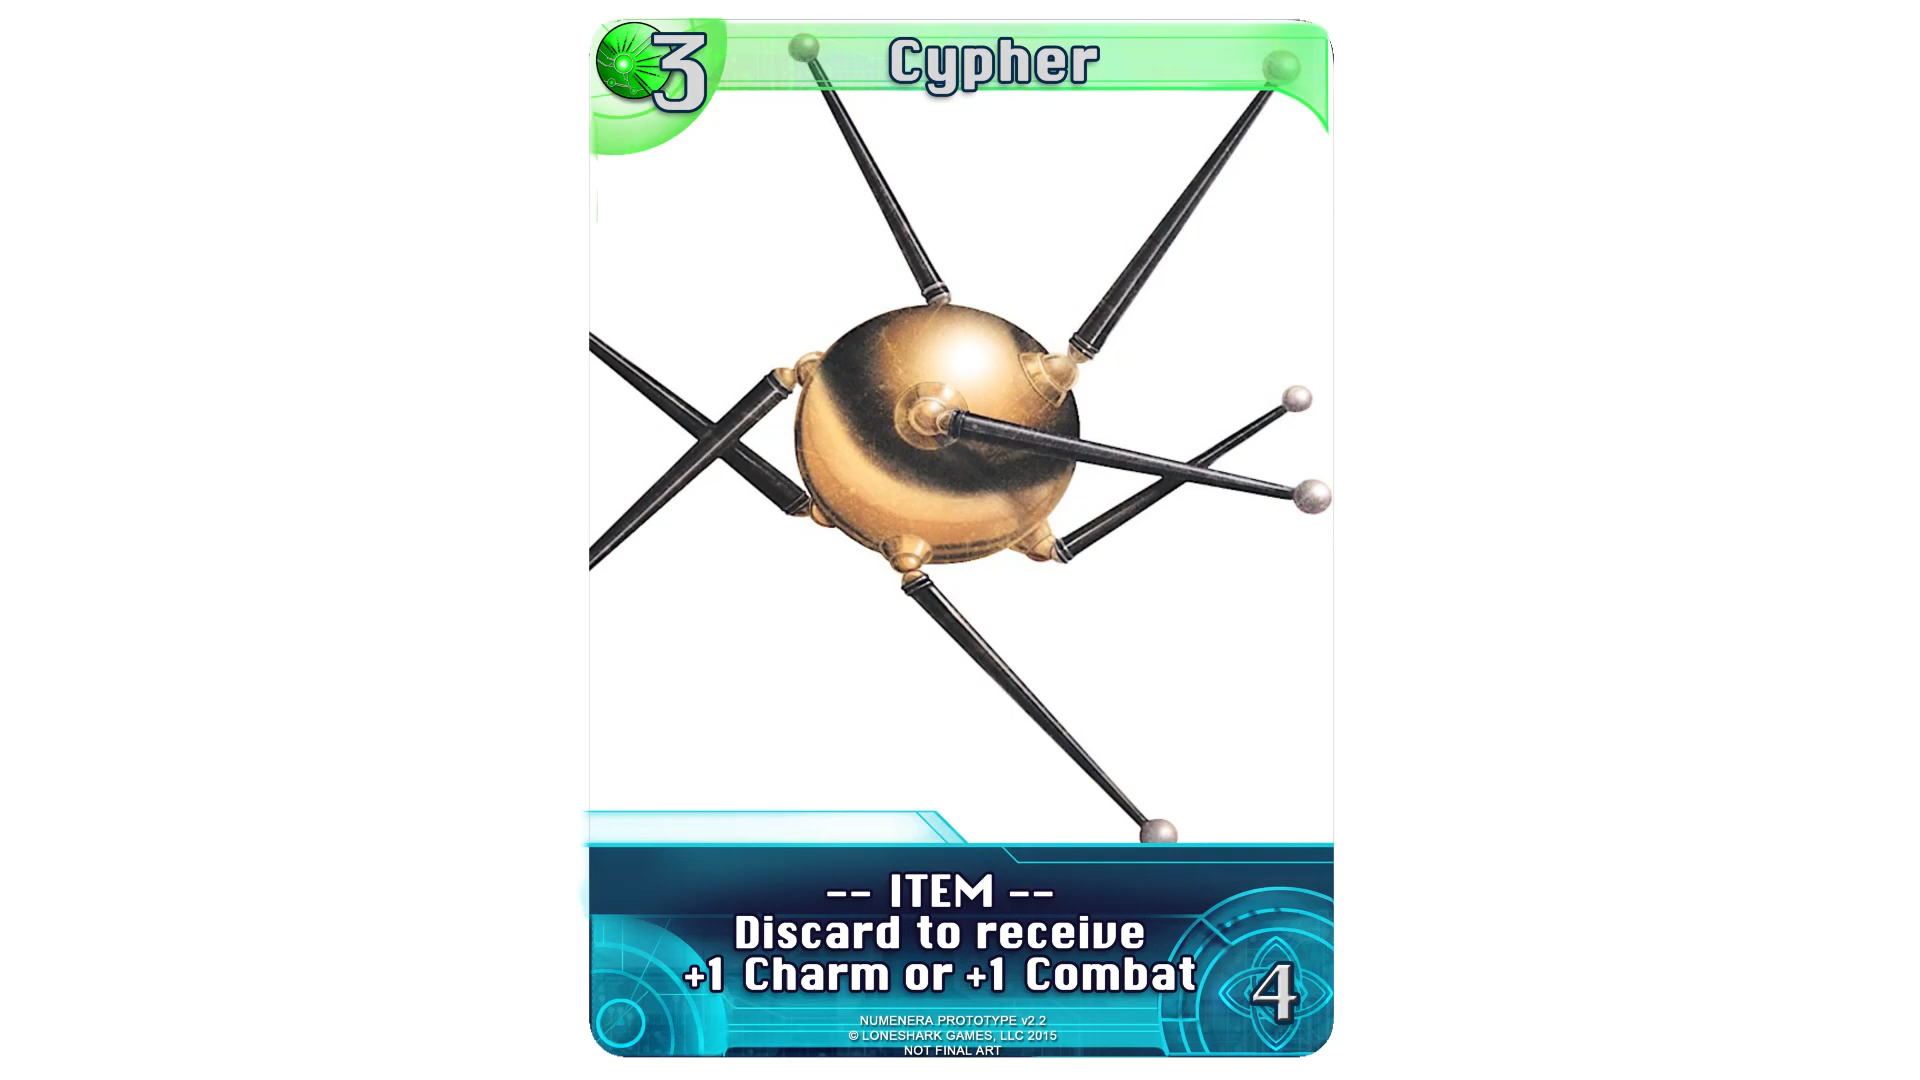 3
Cypher
-- ITEM --
Discard to receive
+1 Charm or +1 Combat
4
NUMENERA PROTOTYPE v2.2
© LONESHARK GAMES, LLC 2015
NOT FINAL ART